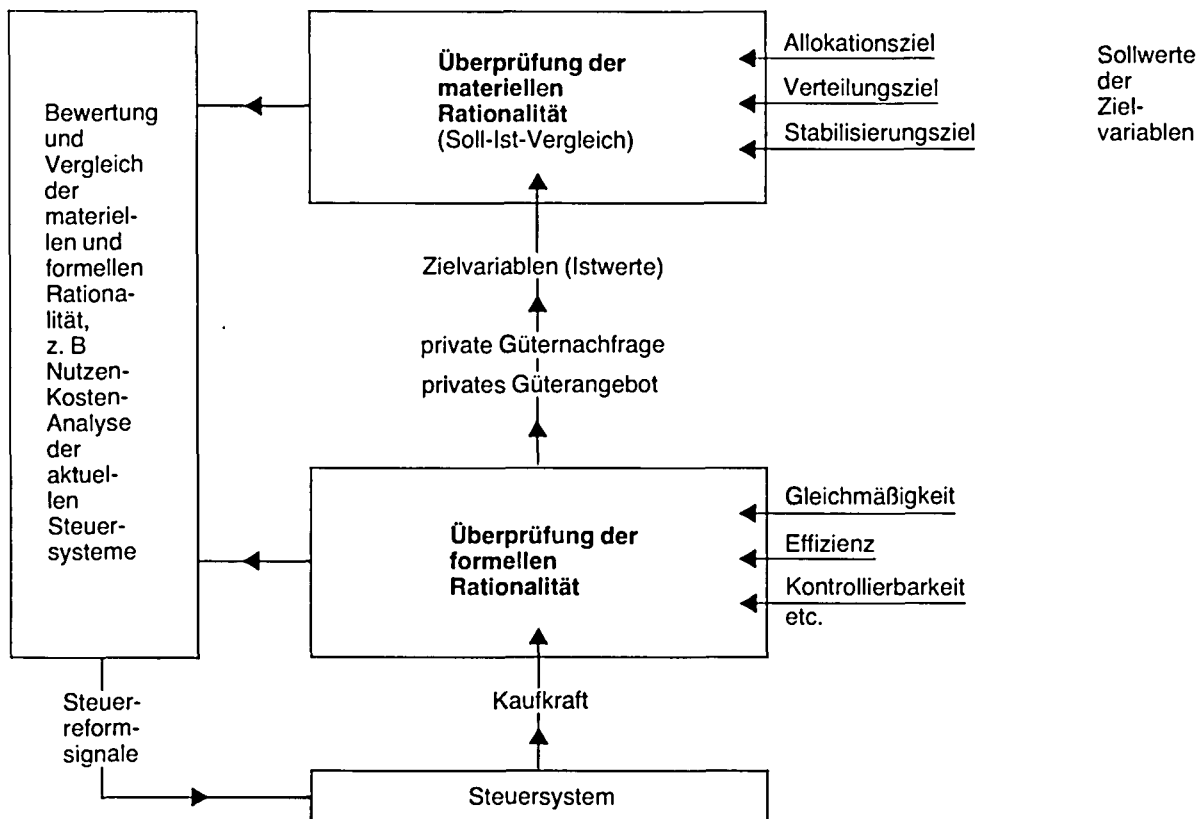 Bewertung
und
Vergleich
der
materiel-
len und
formellen
Rationa-
lität,
z. B
Nutzen-
Kosten-
Analyse
der
aktuel-
len
Steuer-
systeme
Überprüfung der
materiellen
Rationalität
(Soll-Ist-Vergleich)
Allokationsziel
Verteilungsziel
Stabilisierungsziel
Sollwerte
der
Ziel-
variablen
Zielvariablen (Istwerte)
private Güternachfrage
privates Güterangebot
Überprüfung der
formellen
Rationalität
Gleichmäßigkeit
Effizienz
Kontrollierbarkeit
etc.
Steuer-
reform-
signale
Kaufkraft
Steuersystem